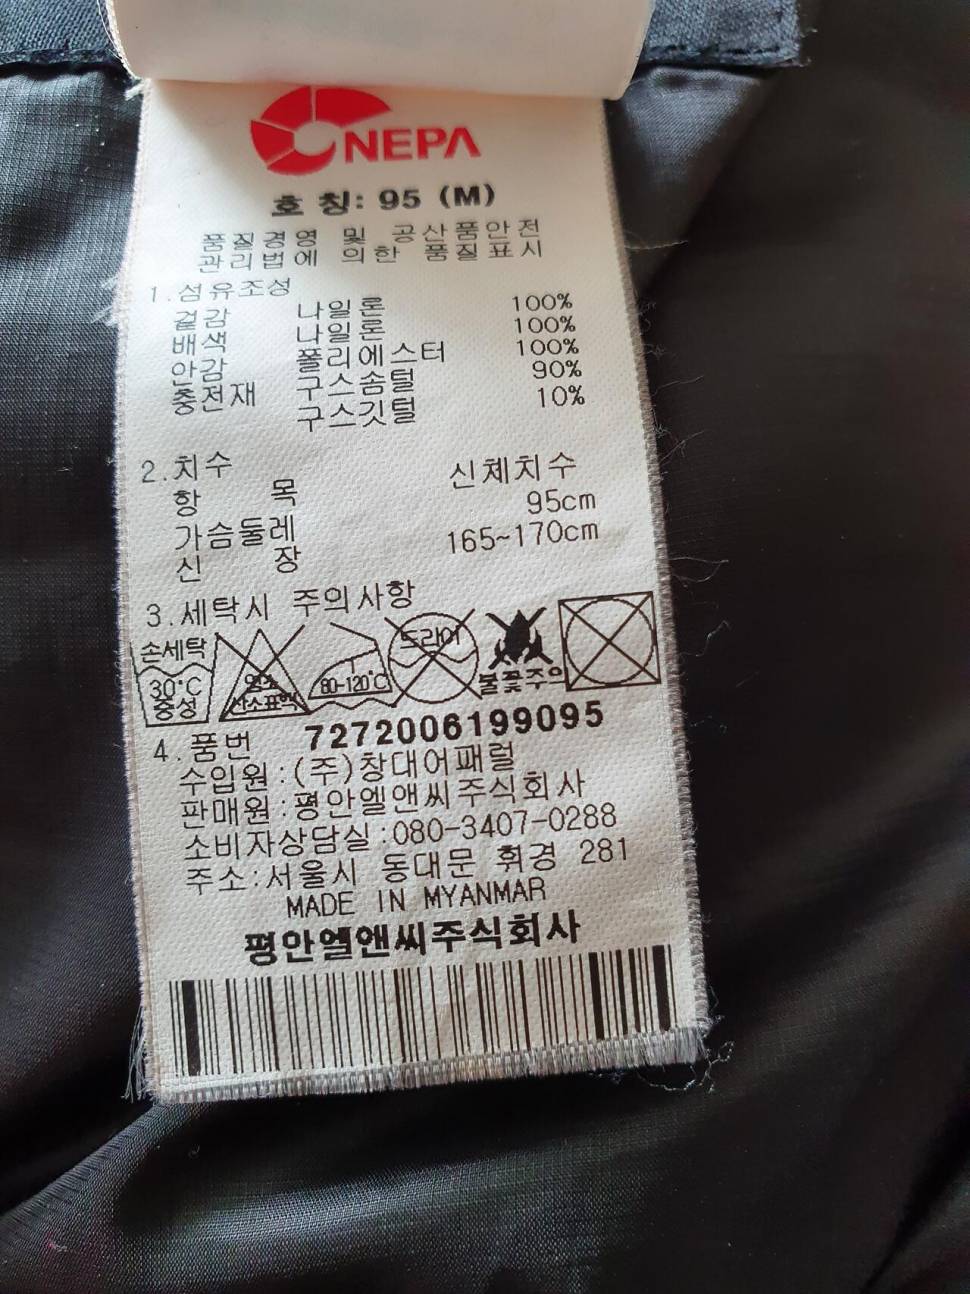 NEPA
호 칭: 95 (M)
품질경영 및 공산품안전
관리법에 의한 품질표시
1.섬유조성
겉감 나일론 100%
배색 나일론 100%
안감 폴리에스터 100%
충전재 구스솜털 90%
구스깃털 10%
2.치수
항 목 신체치수
가슴둘레 95cm
신 장 165~170cm
3.세탁시 주의사항
손세탁 30°C 중성
염소 산소표백
80-120°C
드라이
불꽃주의
4.품번 7272006199095
수입원:(주)창대어패럴
판매원:평안엘앤씨주식회사
소비자상담실:080-3407-0288
주소:서울시 동대문 휘경 281
MADE IN MYANMAR
평안엘앤씨주식회사